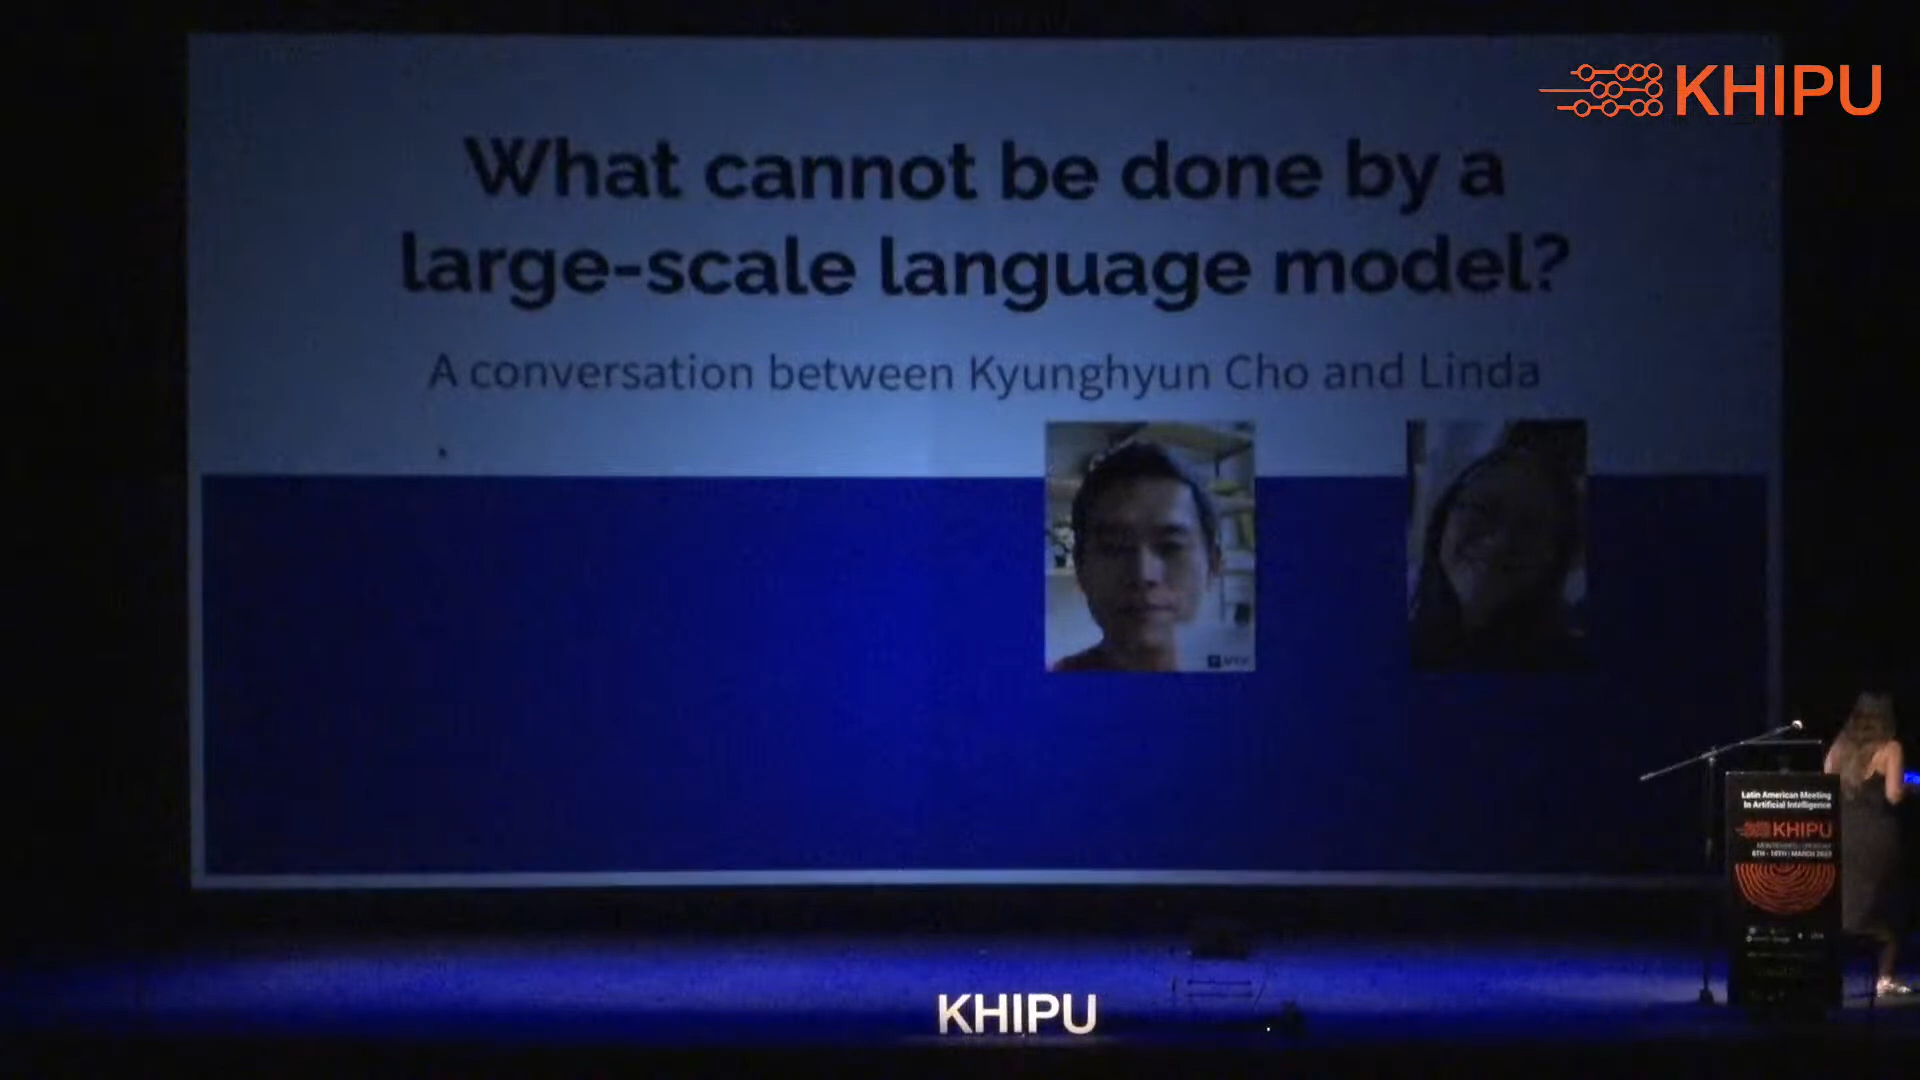 KHIPU
What cannot be done by a
large-scale language model?
A conversation between Kyunghyun Cho and Linda
Latin American Meeting
In Artificial Intelligence
KHIPU
KHIPU